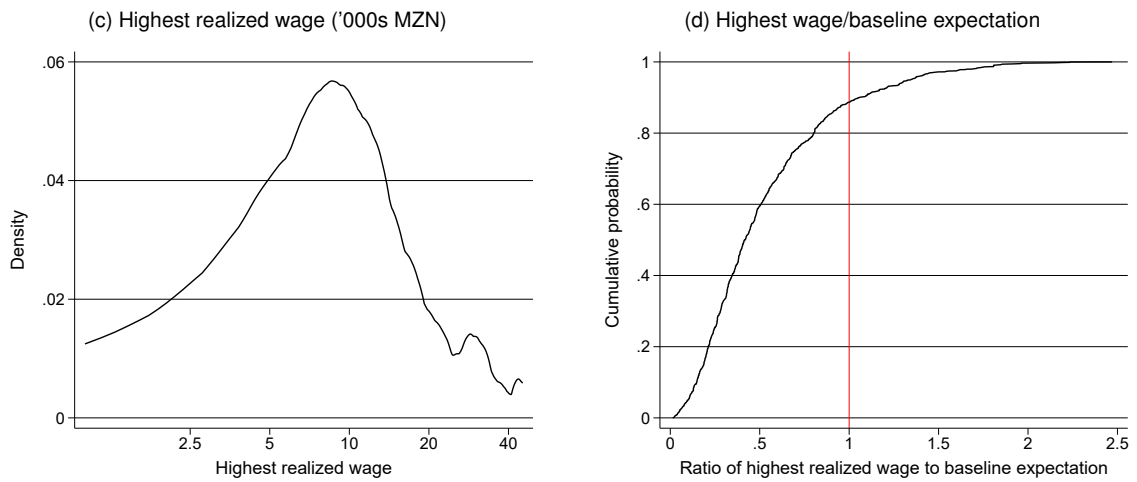 (c) Highest realized wage ('000s MZN)
.06
.04
.02
0
Density
2.5 5 10 20 40
Highest realized wage
(d) Highest wage/baseline expectation
1
.8
.6
.4
.2
0
Cumulative probability
0 .5 1 1.5 2 2.5
Ratio of highest realized wage to baseline expectation